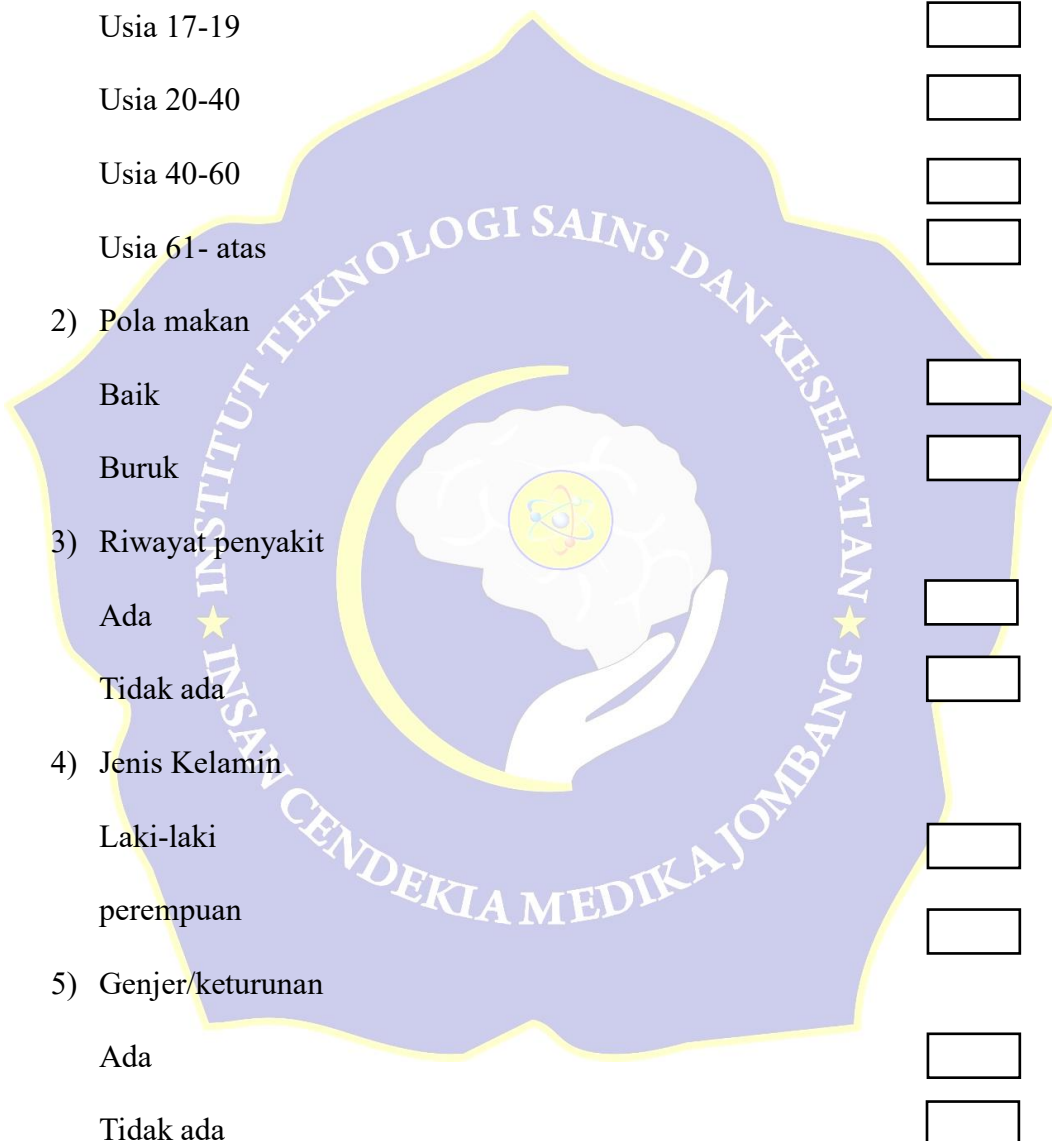 Usia 17-19
Usia 20-40
Usia 40-60
Usia 61- atas
2) Pola makan
Baik
Buruk
3) Riwayat penyakit
Ada
Tidak ada
4) Jenis Kelamin
Laki-laki
perempuan
5) Genjer/keturunan
Ada
Tidak ada
INSTITUT TEKNOLOGI SAINS DAN KESEHATAN
INSAN CENDEKIA MEDIKA JOMBANG